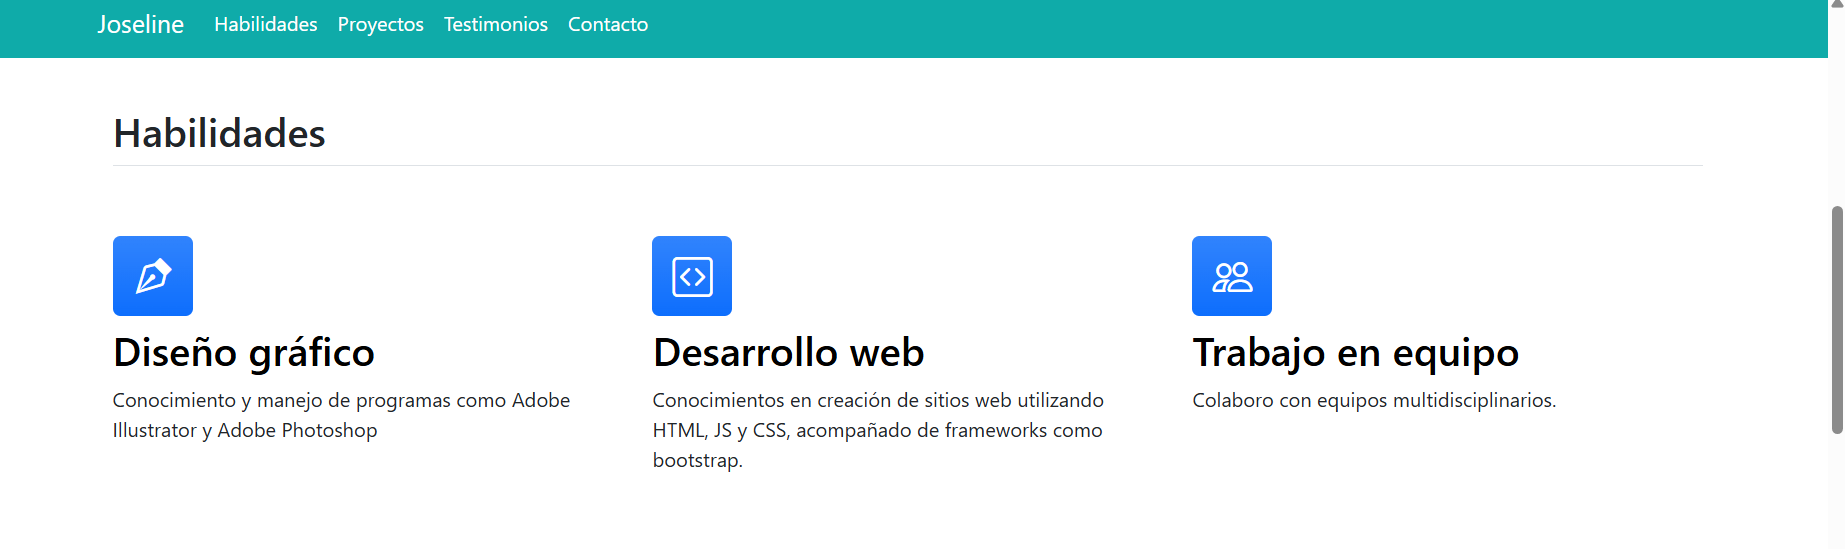 Joseline Habilidades Proyectos Testimonios Contacto
Habilidades
Diseño gráfico
Conocimiento y manejo de programas como Adobe
Illustrator y Adobe Photoshop
Desarrollo web
Conocimientos en creación de sitios web utilizando
HTML, JS y CSS, acompañado de frameworks como
bootstrap.
Trabajo en equipo
Colaboro con equipos multidisciplinarios.